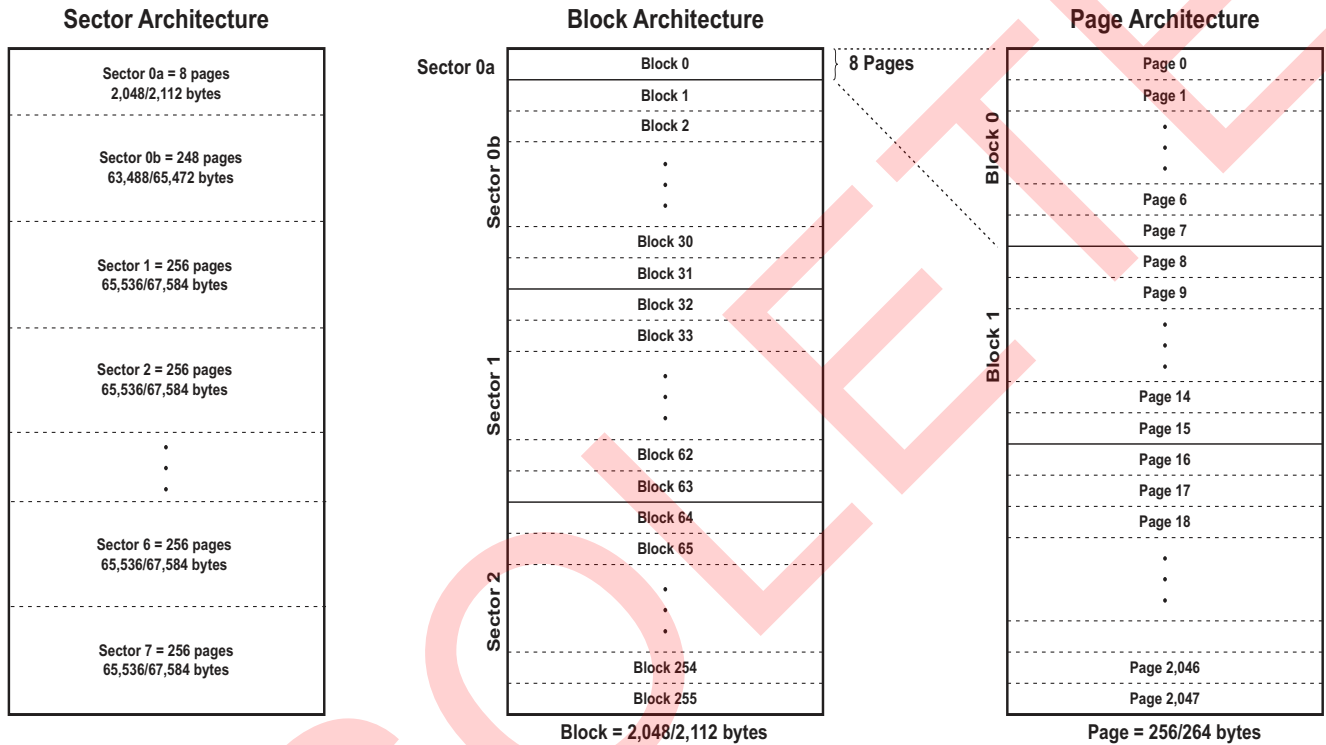 Sector Architecture
Sector 0a = 8 pages
2,048/2,112 bytes
Sector 0b = 248 pages
63,488/65,472 bytes
Sector 1 = 256 pages
65,536/67,584 bytes
Sector 2 = 256 pages
65,536/67,584 bytes
Sector 6 = 256 pages
65,536/67,584 bytes
Sector 7 = 256 pages
65,536/67,584 bytes
Block Architecture
Sector 0a
Block 0
8 Pages
Sector 0b
Block 1
Block 2
Block 30
Block 31
Sector 1
Block 32
Block 33
Block 62
Block 63
Sector 2
Block 64
Block 65
Block 254
Block 255
Block = 2,048/2,112 bytes
Page Architecture
Block 0
Page 0
Page 1
Page 6
Page 7
Block 1
Page 8
Page 9
Page 14
Page 15
Page 16
Page 17
Page 18
Page 2,046
Page 2,047
Page = 256/264 bytes
OLETE